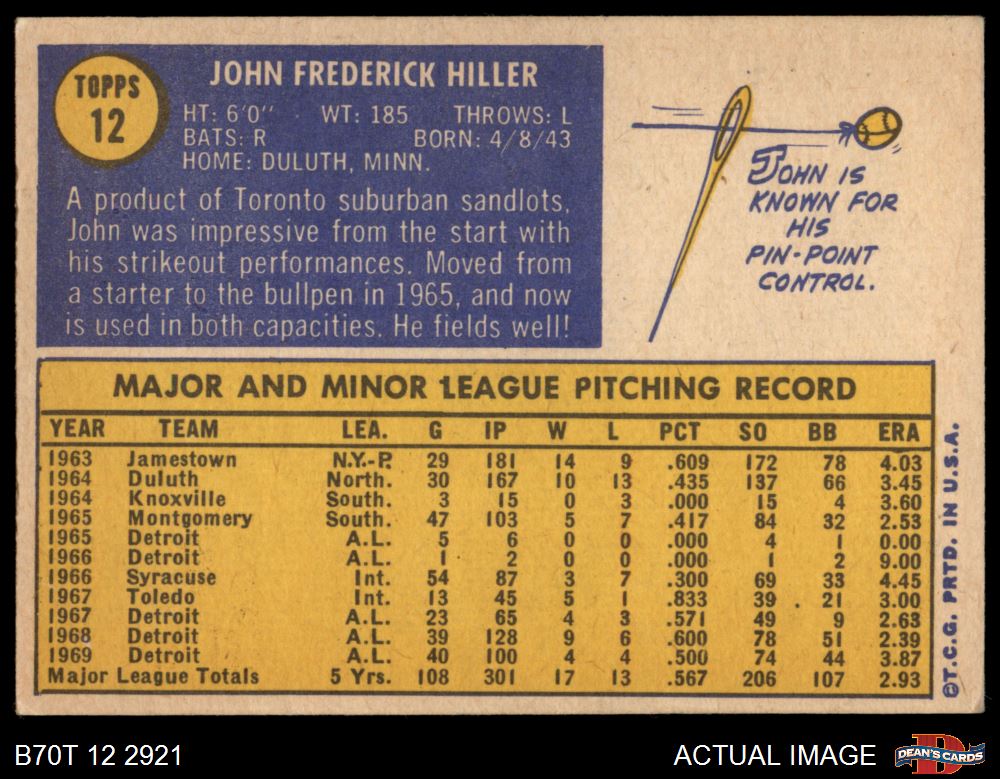 TOPPS
12
JOHN FREDERICK HILLER
HT: 6'0" WT: 185 THROWS: L
BATS: R BORN: 4/8/43
HOME: DULUTH, MINN.
A product of Toronto suburban sandlots,
John was impressive from the start with
his strikeout performances. Moved from
a starter to the bullpen in 1965, and now
is used in both capacities. He fields well!
JOHN IS
KNOWN FOR
HIS
PIN-POINT
CONTROL.
MAJOR AND MINOR LEAGUE PITCHING RECORD
YEAR TEAM LEA. G IP W L PCT SO BB ERA
1963 Jamestown N.Y.-P. 29 181 14 9 .609 172 78 4.03
1964 Duluth North. 30 167 10 13 .435 137 66 3.45
1964 Knoxville South. 3 15 0 3 .000 15 4 3.60
1965 Montgomery South. 47 103 5 7 .417 84 32 2.53
1965 Detroit A.L. 5 6 0 0 .000 4 1 0.00
1966 Detroit A.L. 1 2 0 0 .000 1 2 9.00
1966 Syracuse Int. 54 87 3 7 .300 69 33 4.45
1967 Toledo Int. 13 45 5 1 .833 39 21 3.00
1967 Detroit A.L. 23 65 4 3 .571 49 9 2.63
1968 Detroit A.L. 39 128 9 6 .600 78 51 2.39
1969 Detroit A.L. 40 100 4 4 .500 74 44 3.87
Major League Totals 5 Yrs. 108 301 17 13 .567 206 107 2.93
©T.C.G. PRTD. IN U.S.A.
B70T 12 2921
ACTUAL IMAGE
DEAN'S CARDS